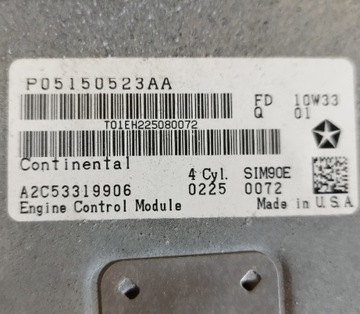 P05150523AA
FD 10W33
Q 01
T01EH225080072
Continental
4 Cyl. SIM90E
A2C53319906 0225 0072
Engine Control Module Made in U.S.A